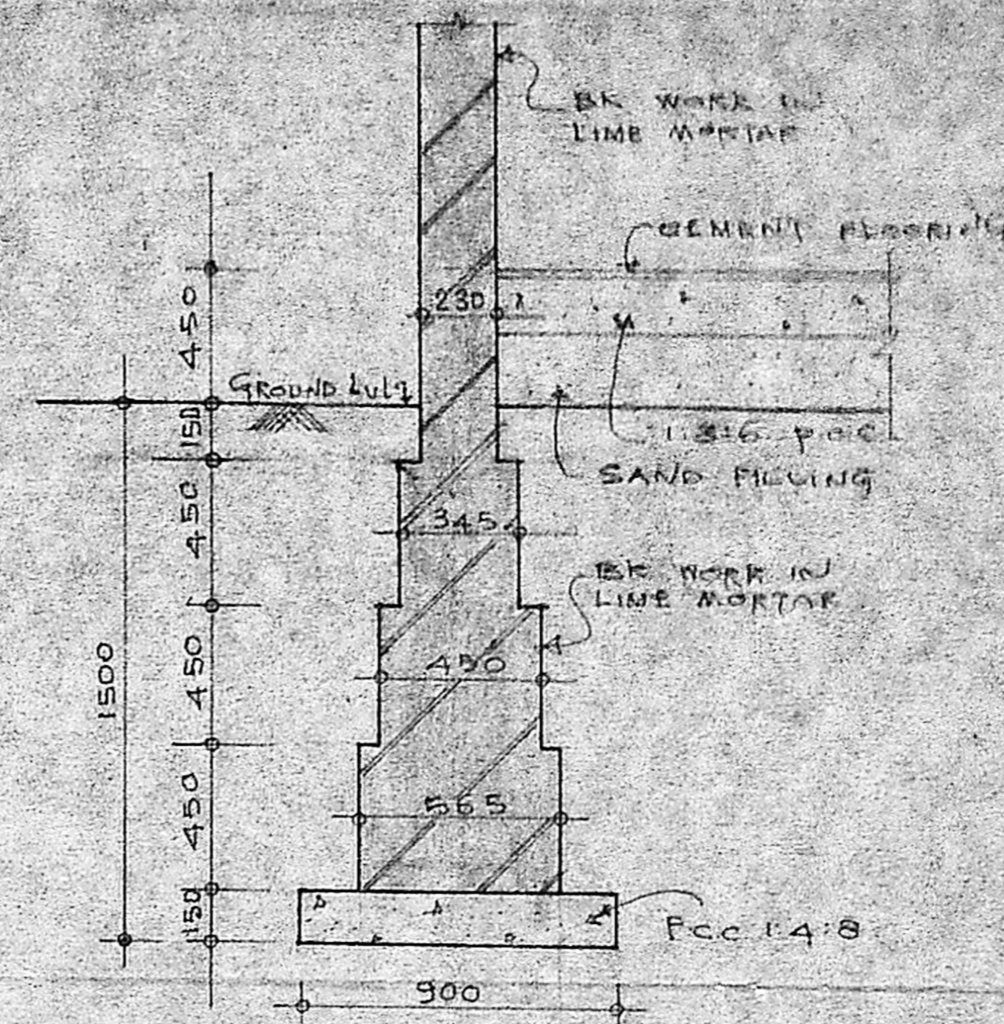 BK WORK IN
LIME MORTAR
CEMENT FLOORING
450
230
GROUND LVL
150
1:3:6 P.C.C
SAND FILLING
450
345
BK WORK IN
LIME MORTAR
1500
450
450
450
565
150
PCC 1:4:8
900